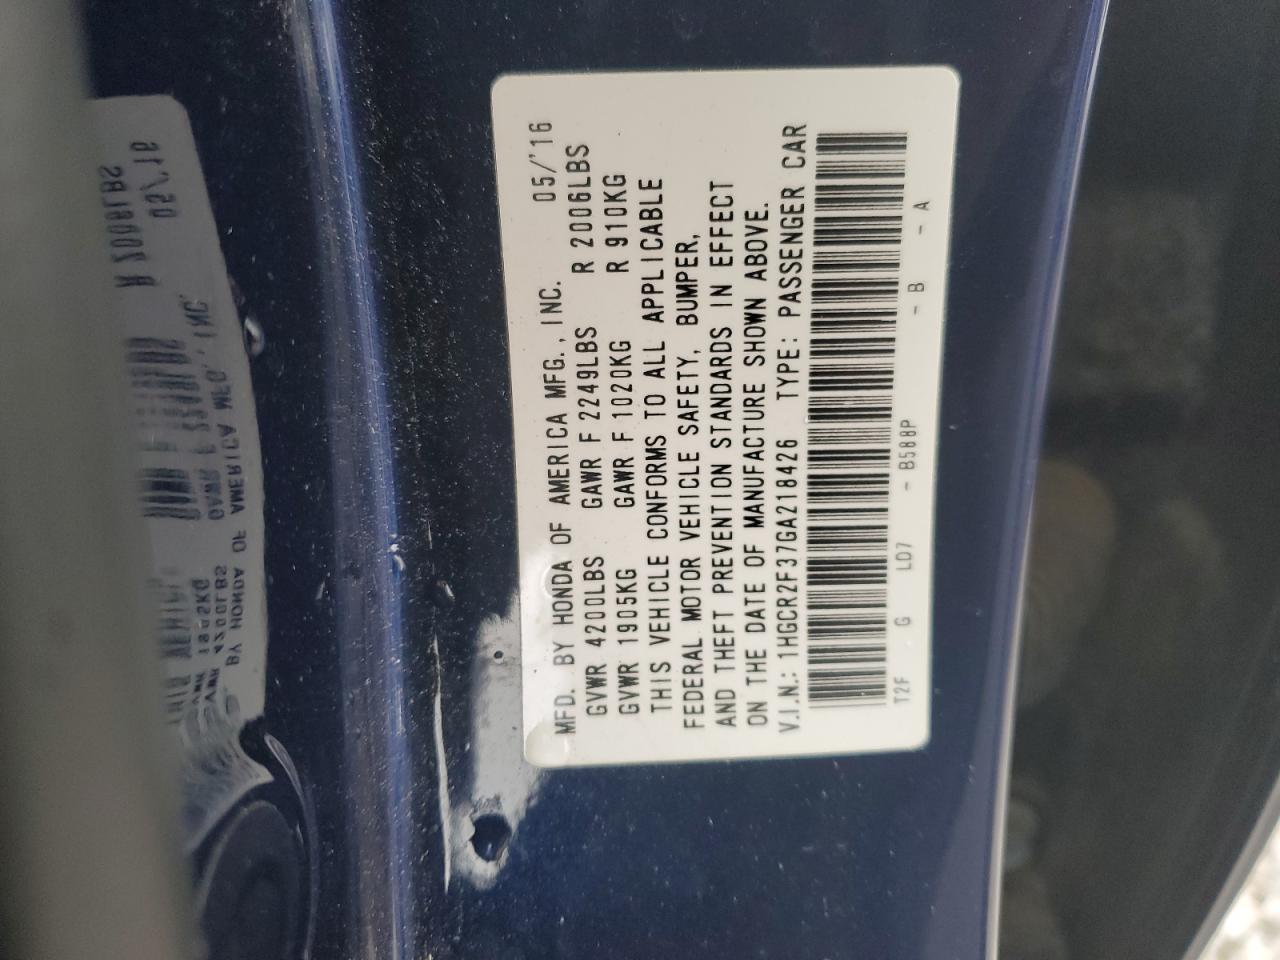 MFD. BY HONDA OF AMERICA MFG., INC. 05/'16
GVWR 4200LBS GAWR F 2249LBS R 2006LBS
GVWR 1905KG GAWR F 1020KG R 910KG
THIS VEHICLE CONFORMS TO ALL APPLICABLE
FEDERAL MOTOR VEHICLE SAFETY, BUMPER,
AND THEFT PREVENTION STANDARDS IN EFFECT
ON THE DATE OF MANUFACTURE SHOWN ABOVE.
V.I.N.: 1HGCR2F37GA218426 TYPE: PASSENGER CAR
T2F G LD7 - B588P - B - A